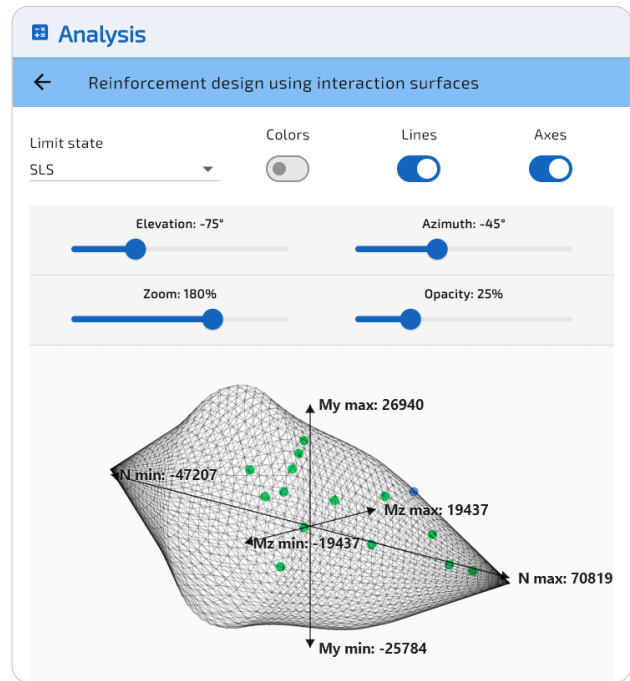 Analysis
Reinforcement design using interaction surfaces
Limit state
SLS
Colors
Lines
Axes
Elevation: -75°
Azimuth: -45°
Zoom: 180%
Opacity: 25%
My max: 26940
N min: -47207
Mz max: 19437
Mz min: -19437
N max: 70819
My min: -25784